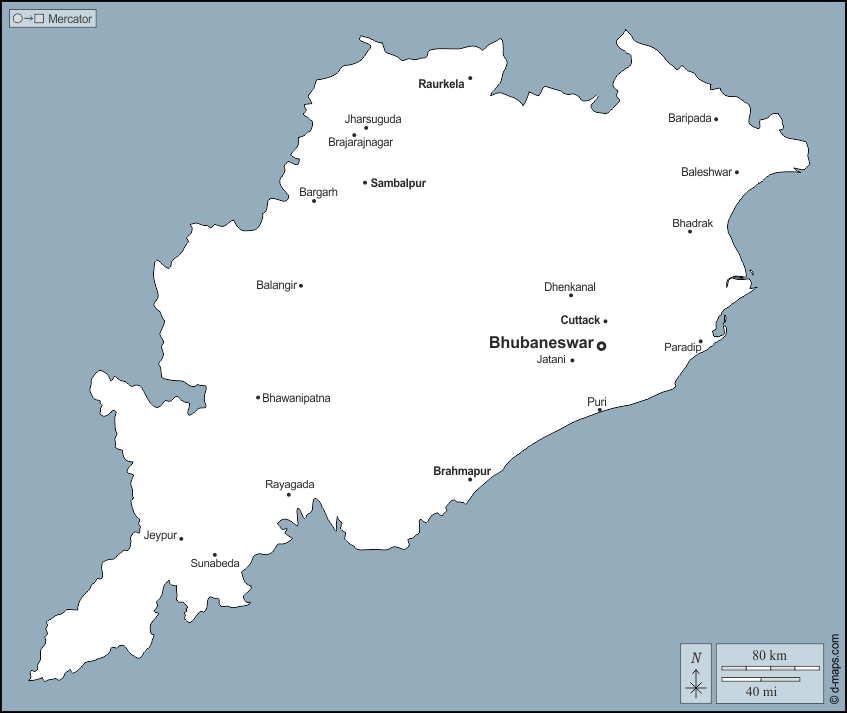 Mercator
Raurkela
Jharsuguda
Baripada
Brajarajnagar
Baleshwar
Sambalpur
Bargarh
Bhadrak
Balangir
Dhenkanal
Cuttack
Bhubaneswar
Paradip
Jatani
Bhawanipatna
Puri
Brahmapur
Rayagada
Jeypur
Sunabeda
N
80 km
40 mi
© d-maps.com